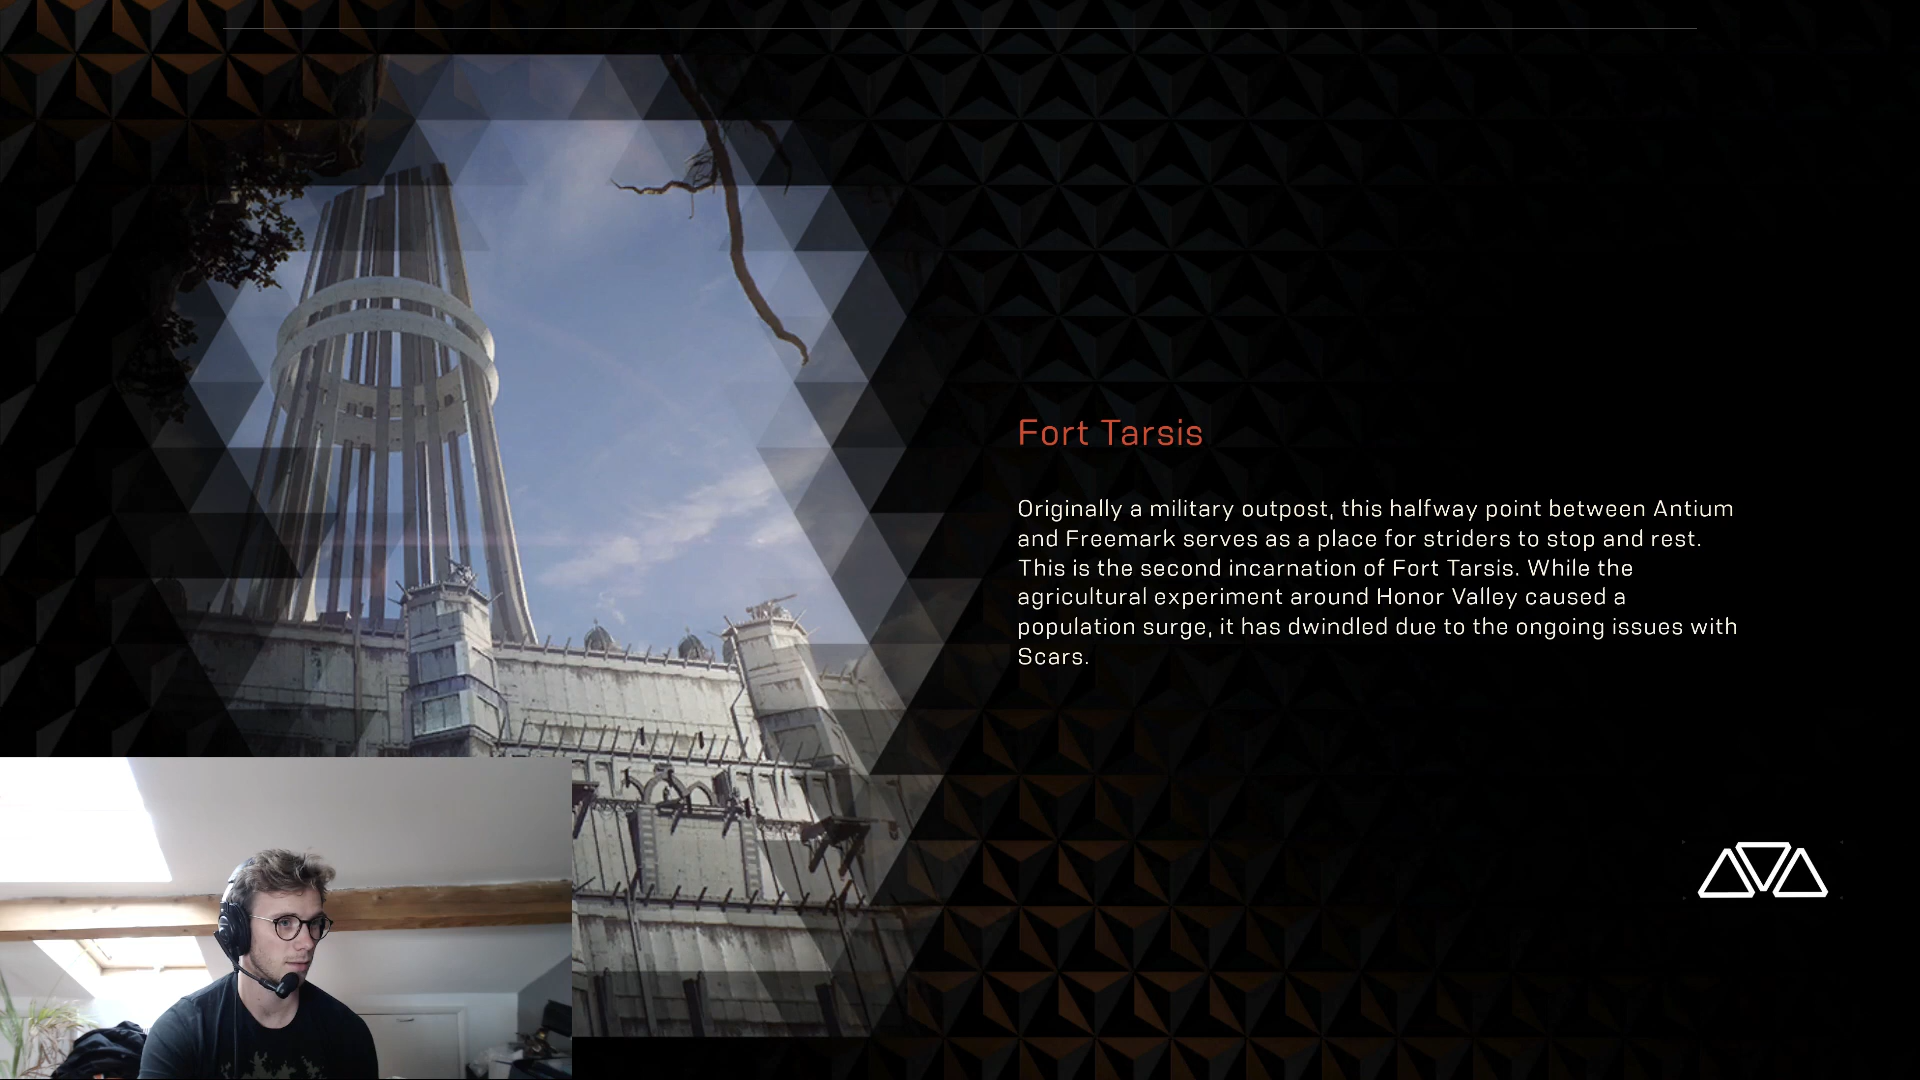 Fort Tarsis
Originally a military outpost, this halfway point between Antium
and Freemark serves as a place for striders to stop and rest.
This is the second incarnation of Fort Tarsis. While the
agricultural experiment around Honor Valley caused a
population surge, it has dwindled due to the ongoing issues with
Scars.